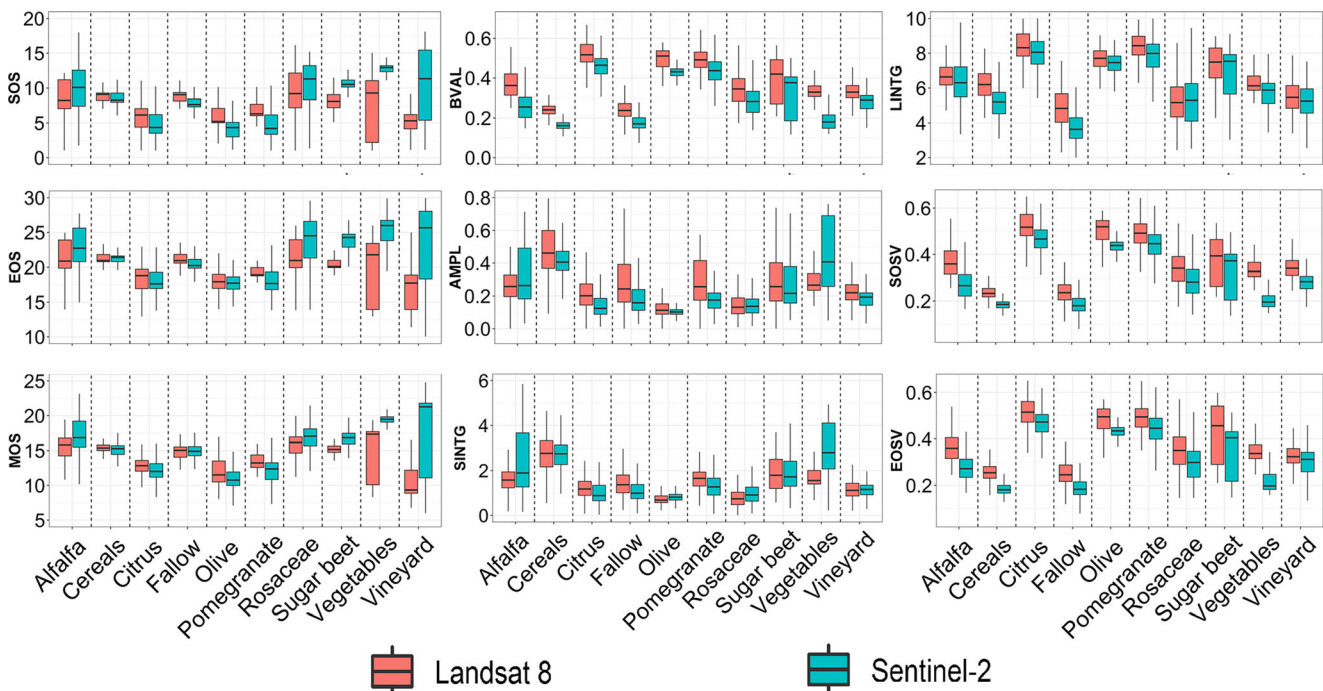 SOS
20
15
10
5
0
BVAL
0.6
0.4
0.2
0.0
LINTG
10
8
6
4
2
EOS
30
25
20
15
10
AMPL
0.8
0.6
0.4
0.2
0.0
SOSV
0.6
0.4
0.2
MOS
25
20
15
10
5
SINTG
6
4
2
0
EOSV
0.6
0.4
0.2
Alfalfa
Cereals
Citrus
Fallow
Olive
Pomegranate
Rosaceae
Sugar beet
Vegetables
Vineyard
Alfalfa
Cereals
Citrus
Fallow
Olive
Pomegranate
Rosaceae
Sugar beet
Vegetables
Vineyard
Alfalfa
Cereals
Citrus
Fallow
Olive
Pomegranate
Rosaceae
Sugar beet
Vegetables
Vineyard
Landsat 8
Sentinel-2